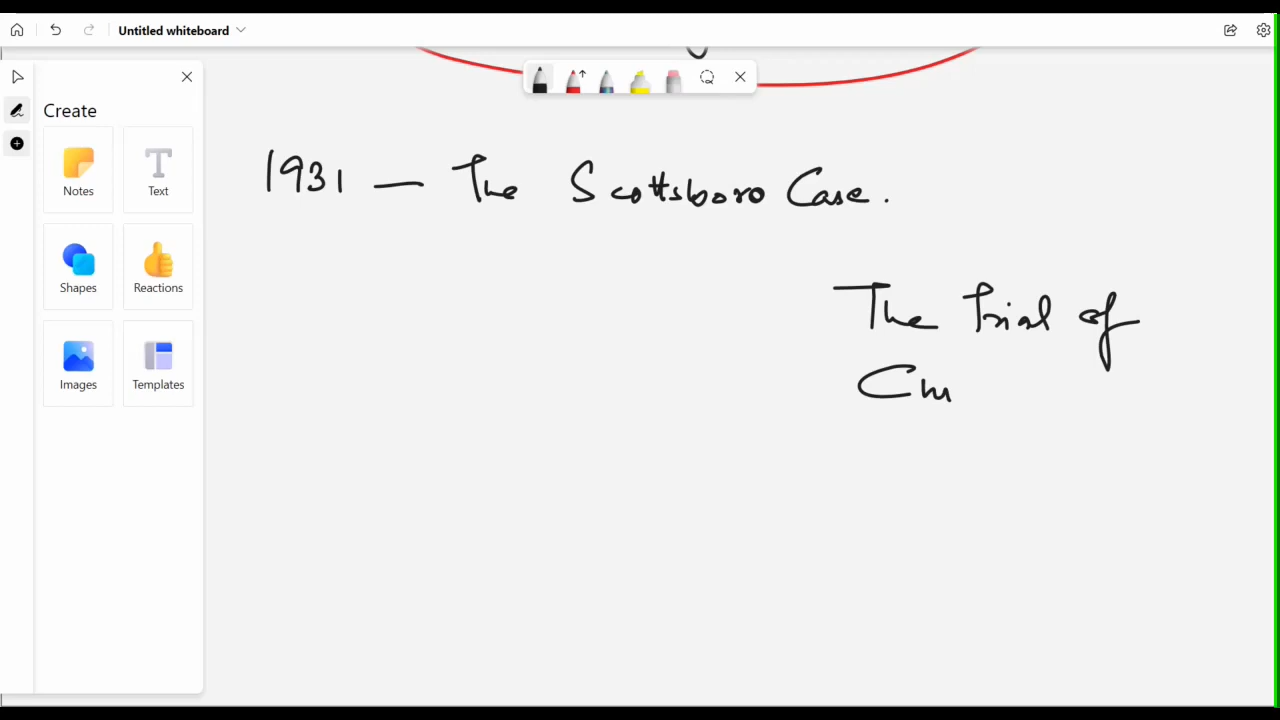 Untitled whiteboard
Create
Notes
Text
Shapes
Reactions
Images
Templates
1931 — The Scottsboro Case.
The Trial of